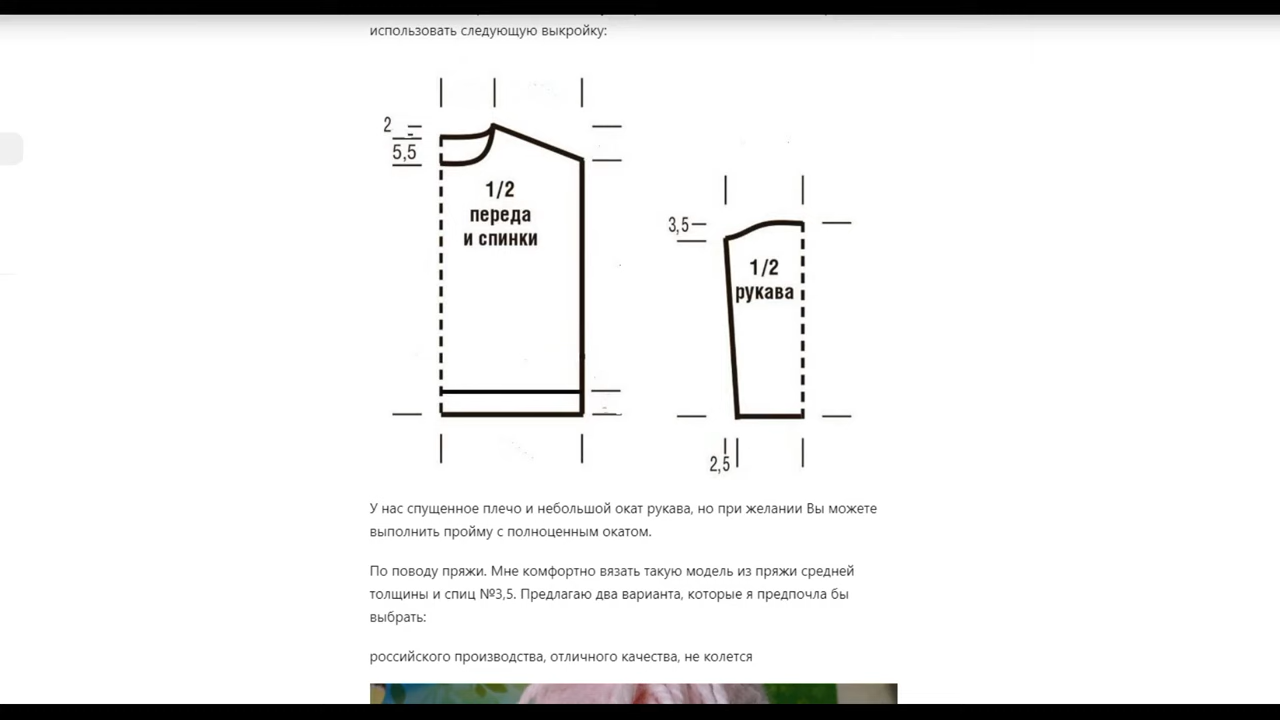 использовать следующую выкройку:
2
5,5
1/2
переда
и спинки
3,5
1/2
рукава
2,5
У нас спущенное плечо и небольшой окат рукава, но при желании Вы можете
выполнить пройму с полноценным окатом.
По поводу пряжи. Мне комфортно вязать такую модель из пряжи средней
толщины и спиц №3,5. Предлагаю два варианта, которые я предпочла бы
выбрать:
российского производства, отличного качества, не колется